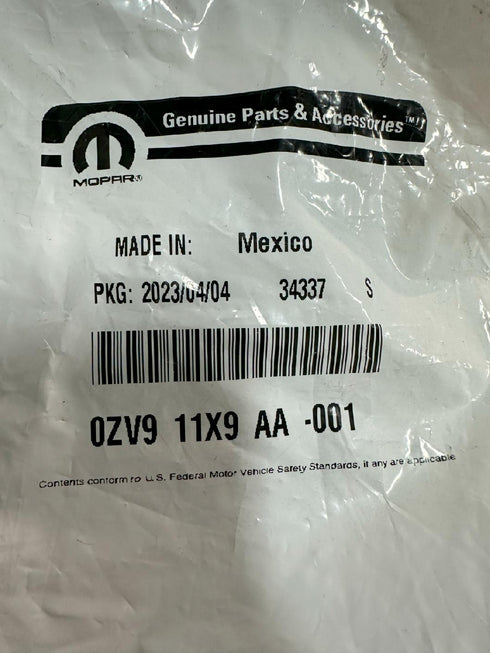 Genuine Parts & Accessories™
MOPAR®
MADE IN: Mexico
PKG: 2023/04/04 34337 S
0ZV9 11X9 AA -001
Contents conform to U.S. Federal Motor Vehicle Safety Standards, if any are applicable